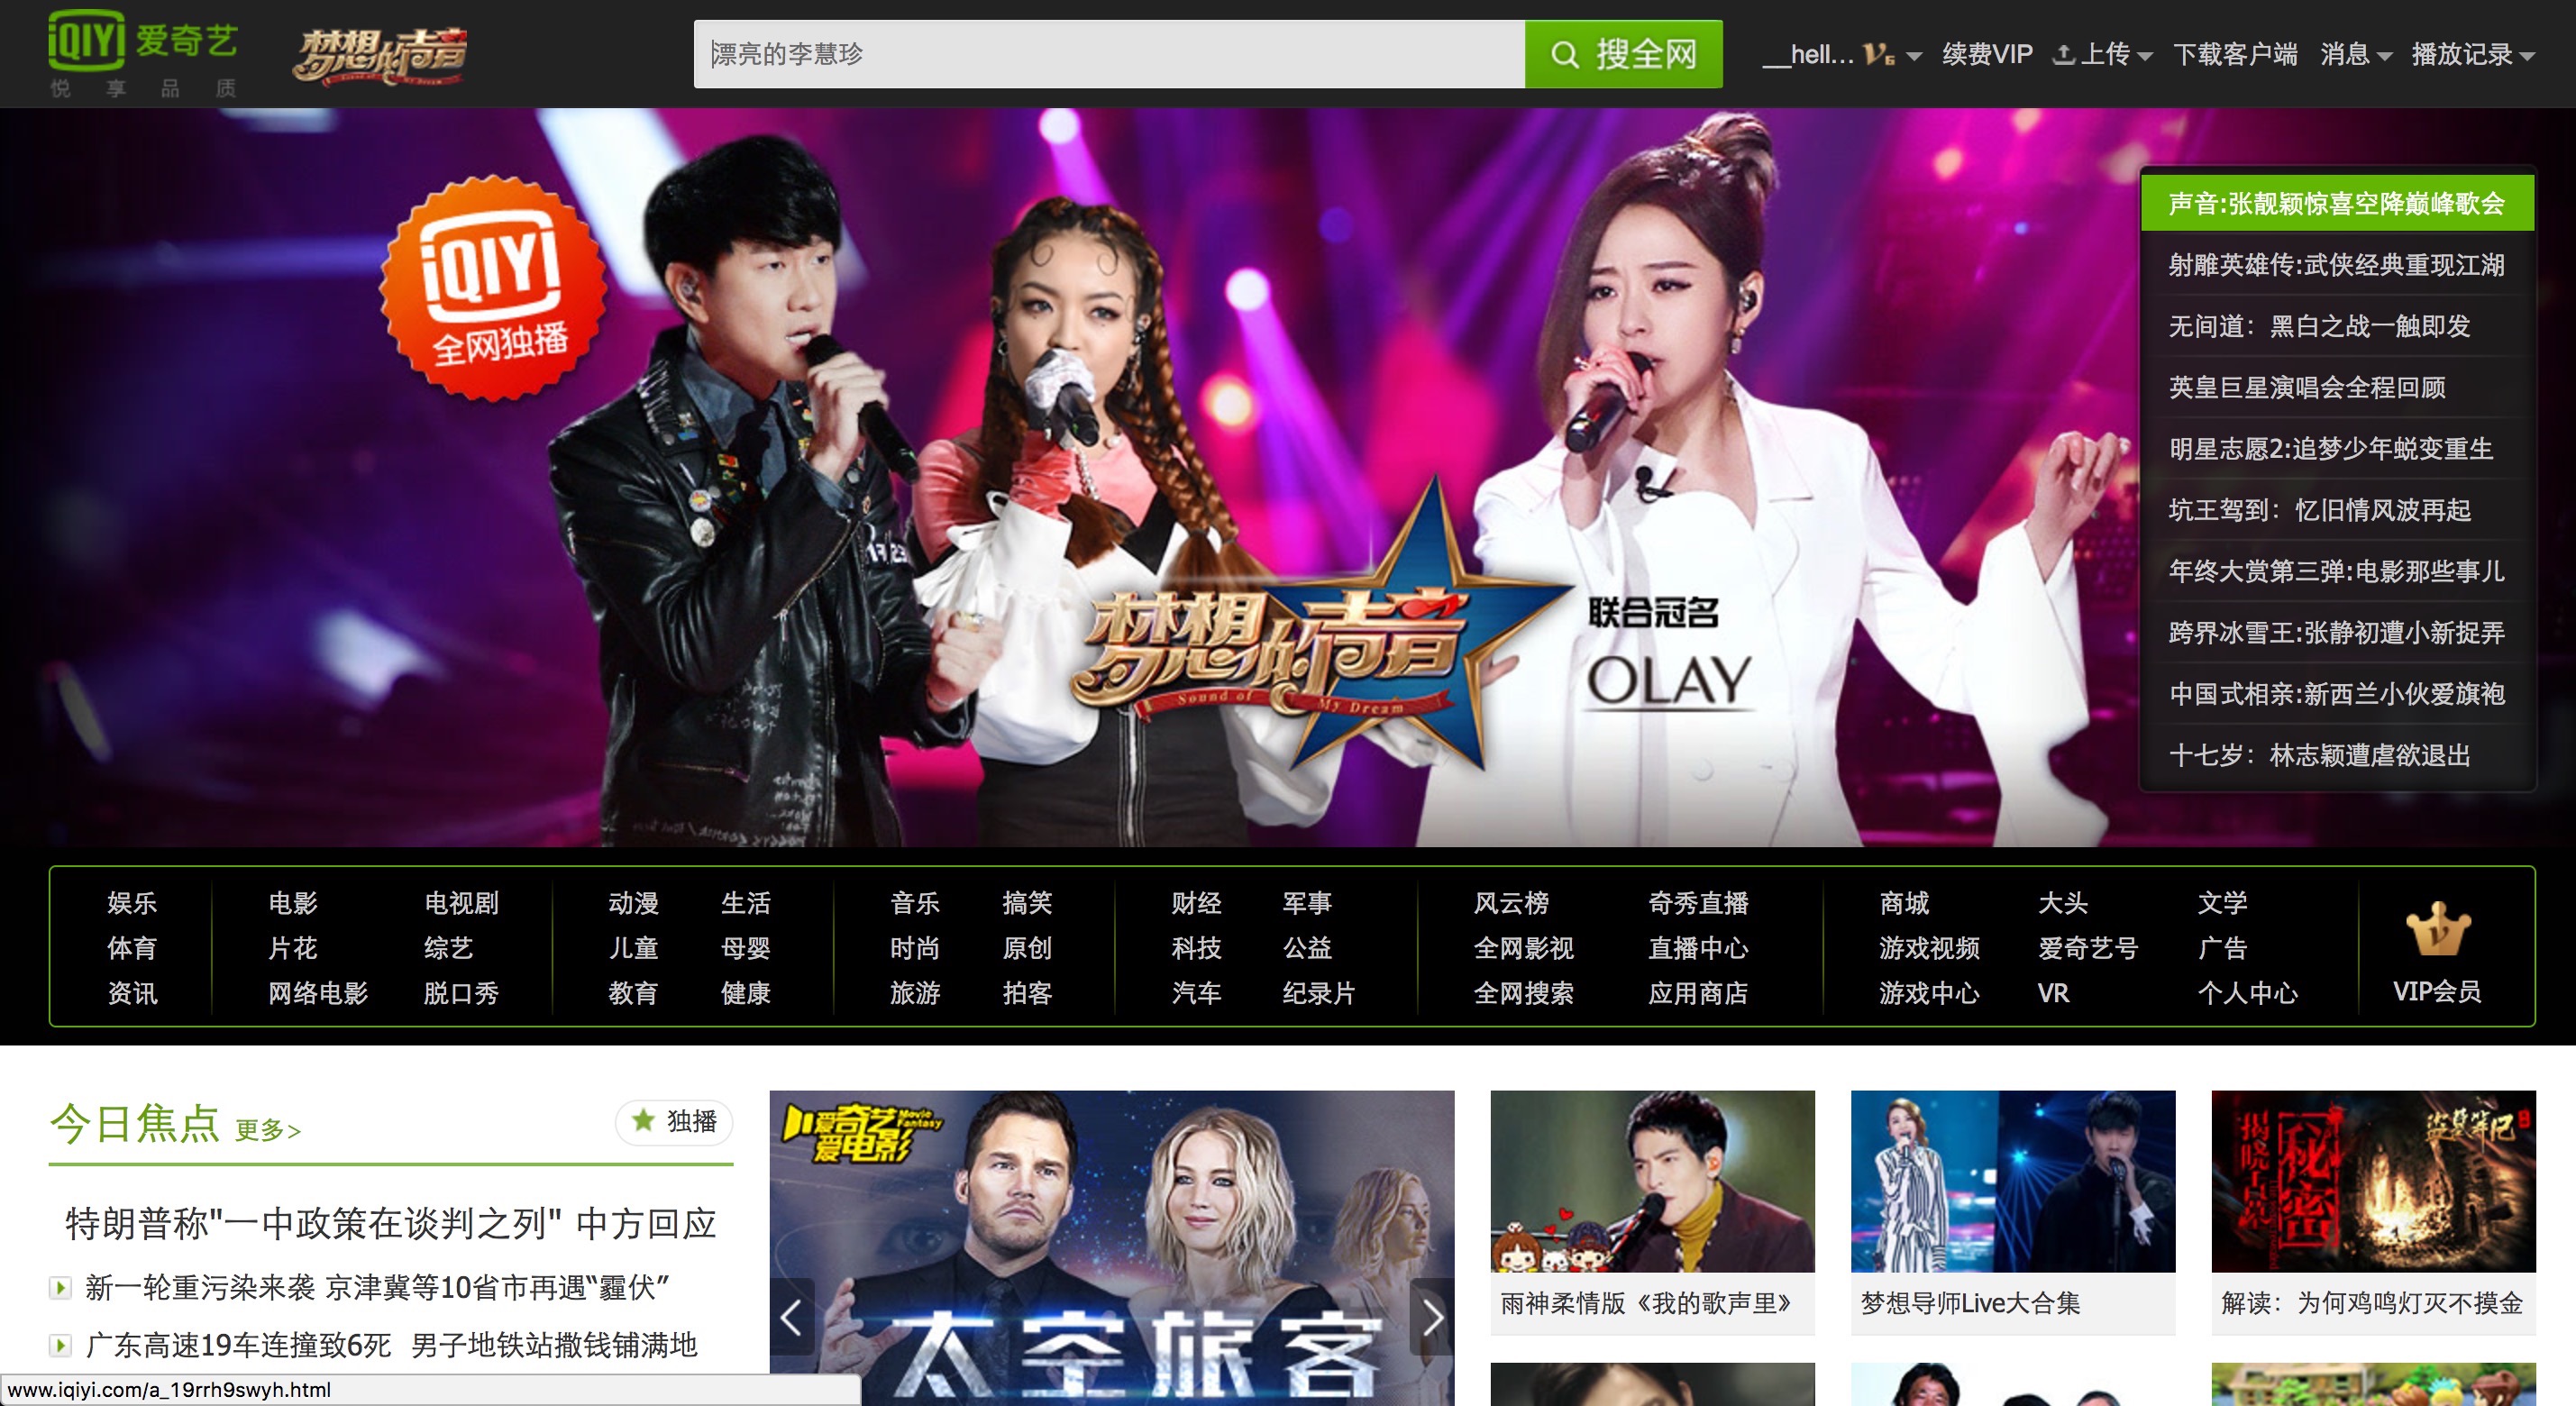 iQIYI 爱奇艺
悦享品质
梦想的声音
Sound of My Dream
漂亮的李慧珍
搜全网
__hell... V6 续费VIP 上传 下载客户端 消息 播放记录
iQIYI
全网独播
梦想的声音
Sound of My Dream
联合冠名
OLAY
声音:张靓颖惊喜空降巅峰歌会
射雕英雄传:武侠经典重现江湖
无间道：黑白之战一触即发
英皇巨星演唱会全程回顾
明星志愿2:追梦少年蜕变重生
坑王驾到：忆旧情风波再起
年终大赏第三弹:电影那些事儿
跨界冰雪王:张静初遭小新捉弄
中国式相亲:新西兰小伙爱旗袍
十七岁：林志颖遭虐欲退出
娱乐 电影 电视剧 动漫 生活 音乐 搞笑 财经 军事 风云榜 奇秀直播 商城 大头 文学
体育 片花 综艺 儿童 母婴 时尚 原创 科技 公益 全网影视 直播中心 游戏视频 爱奇艺号 广告
资讯 网络电影 脱口秀 教育 健康 旅游 拍客 汽车 纪录片 全网搜索 应用商店 游戏中心 VR 个人中心
VIP会员
今日焦点 更多>
独播
特朗普称"一中政策在谈判之列" 中方回应
新一轮重污染来袭 京津冀等10省市再遇“霾伏”
广东高速19车连撞致6死 男子地铁站撒钱铺满地
爱奇艺
爱电影
Movie Fantasy
太空旅客
雨神柔情版《我的歌声里》
梦想导师Live大合集
盗墓笔记
揭晓
秘密
解读：为何鸡鸣灯灭不摸金
www.iqiyi.com/a_19rrh9swyh.html